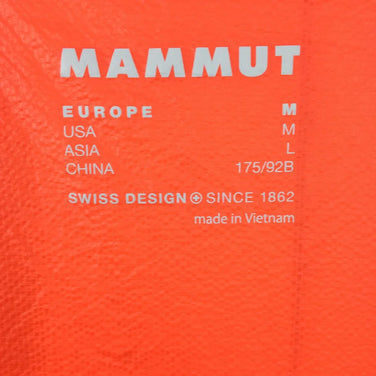 MAMMUT
EUROPE M
USA M
ASIA L
CHINA 175/92B
SWISS DESIGN SINCE 1862
made in Vietnam